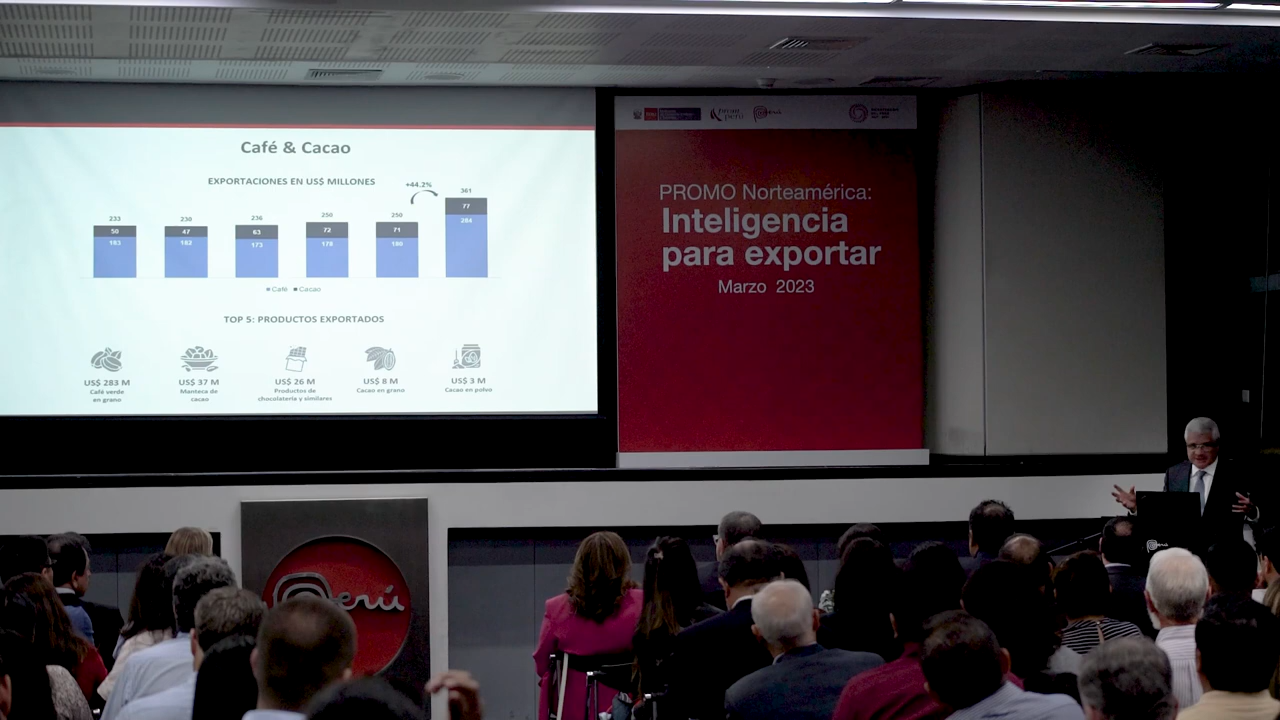 Café & Cacao
EXPORTACIONES EN US$ MILLONES
+44.2%
233
230
236
250
250
361
50
47
63
72
71
77
183
182
173
178
180
284
Café Cacao
TOP 5: PRODUCTOS EXPORTADOS
US$ 283 M
Café verde
en grano
US$ 37 M
Manteca de
cacao
US$ 26 M
Productos de
chocolatería y similares
US$ 8 M
Cacao en grano
US$ 3 M
Cacao en polvo
PROMO Norteamérica:
Inteligencia
para exportar
Marzo 2023
Perú